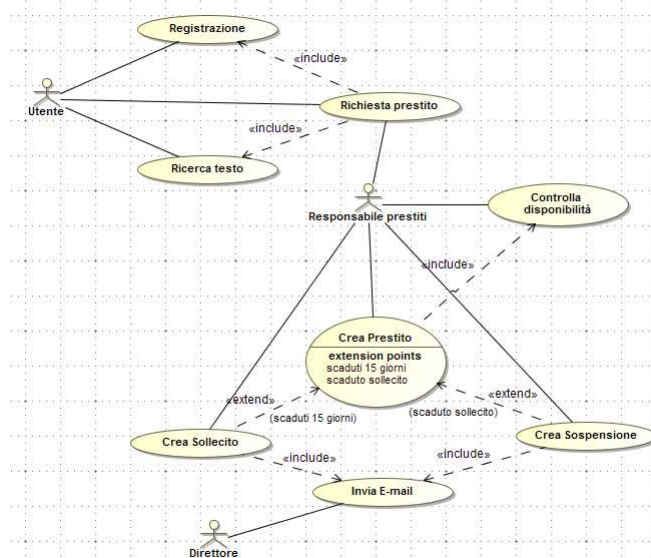 Registrazione
«include»
Utente
Richiesta prestito
«include»
Ricerca testo
Controlla
disponibilità
Responsabile prestiti
«include»
Crea Prestito
extension points
scaduti 15 giorni
scaduto sollecito
«extend»
(scaduti 15 giorni)
«extend»
(scaduto sollecito)
Crea Sollecito
Crea Sospensione
«include»
«include»
Invia E-mail
Direttore